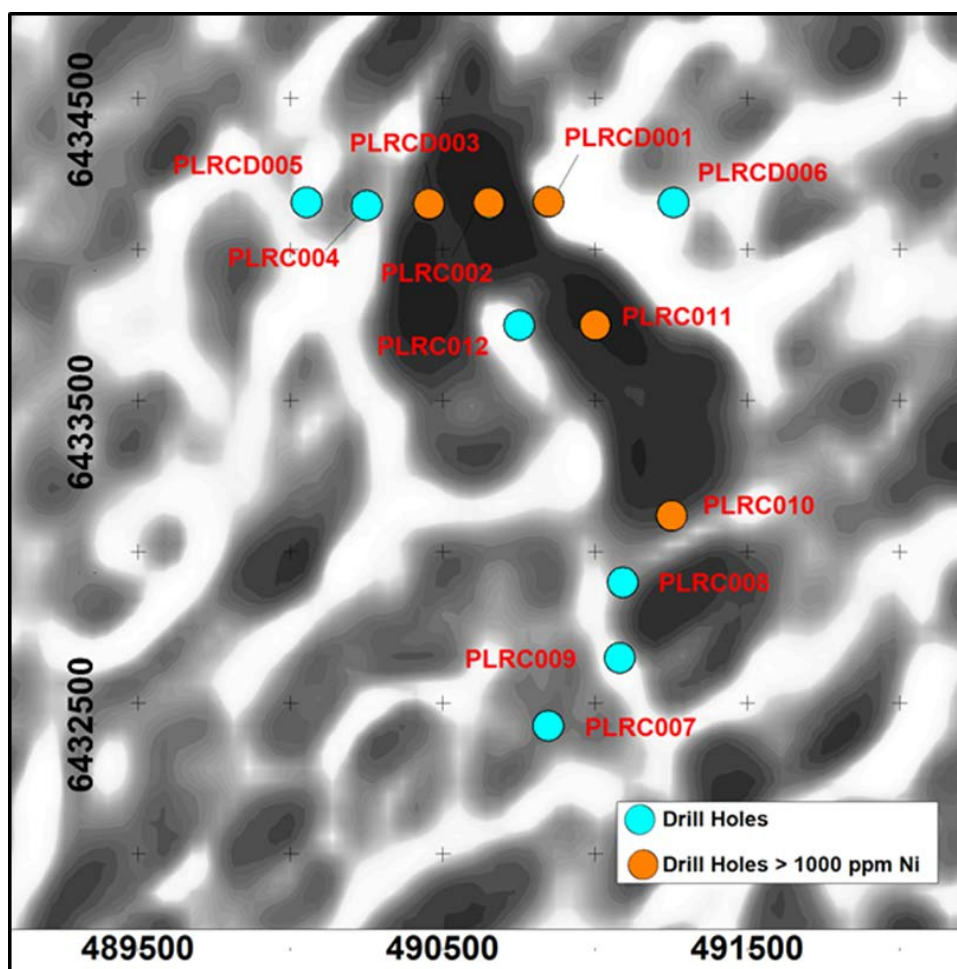 6434500
PLRCD003
PLRCD001
PLRCD005
PLRCD006
PLRC004
PLRC002
PLRC011
PLRC012
6433500
PLRC010
PLRC008
PLRC009
6432500
PLRC007
Drill Holes
Drill Holes > 1000 ppm Ni
489500
490500
491500